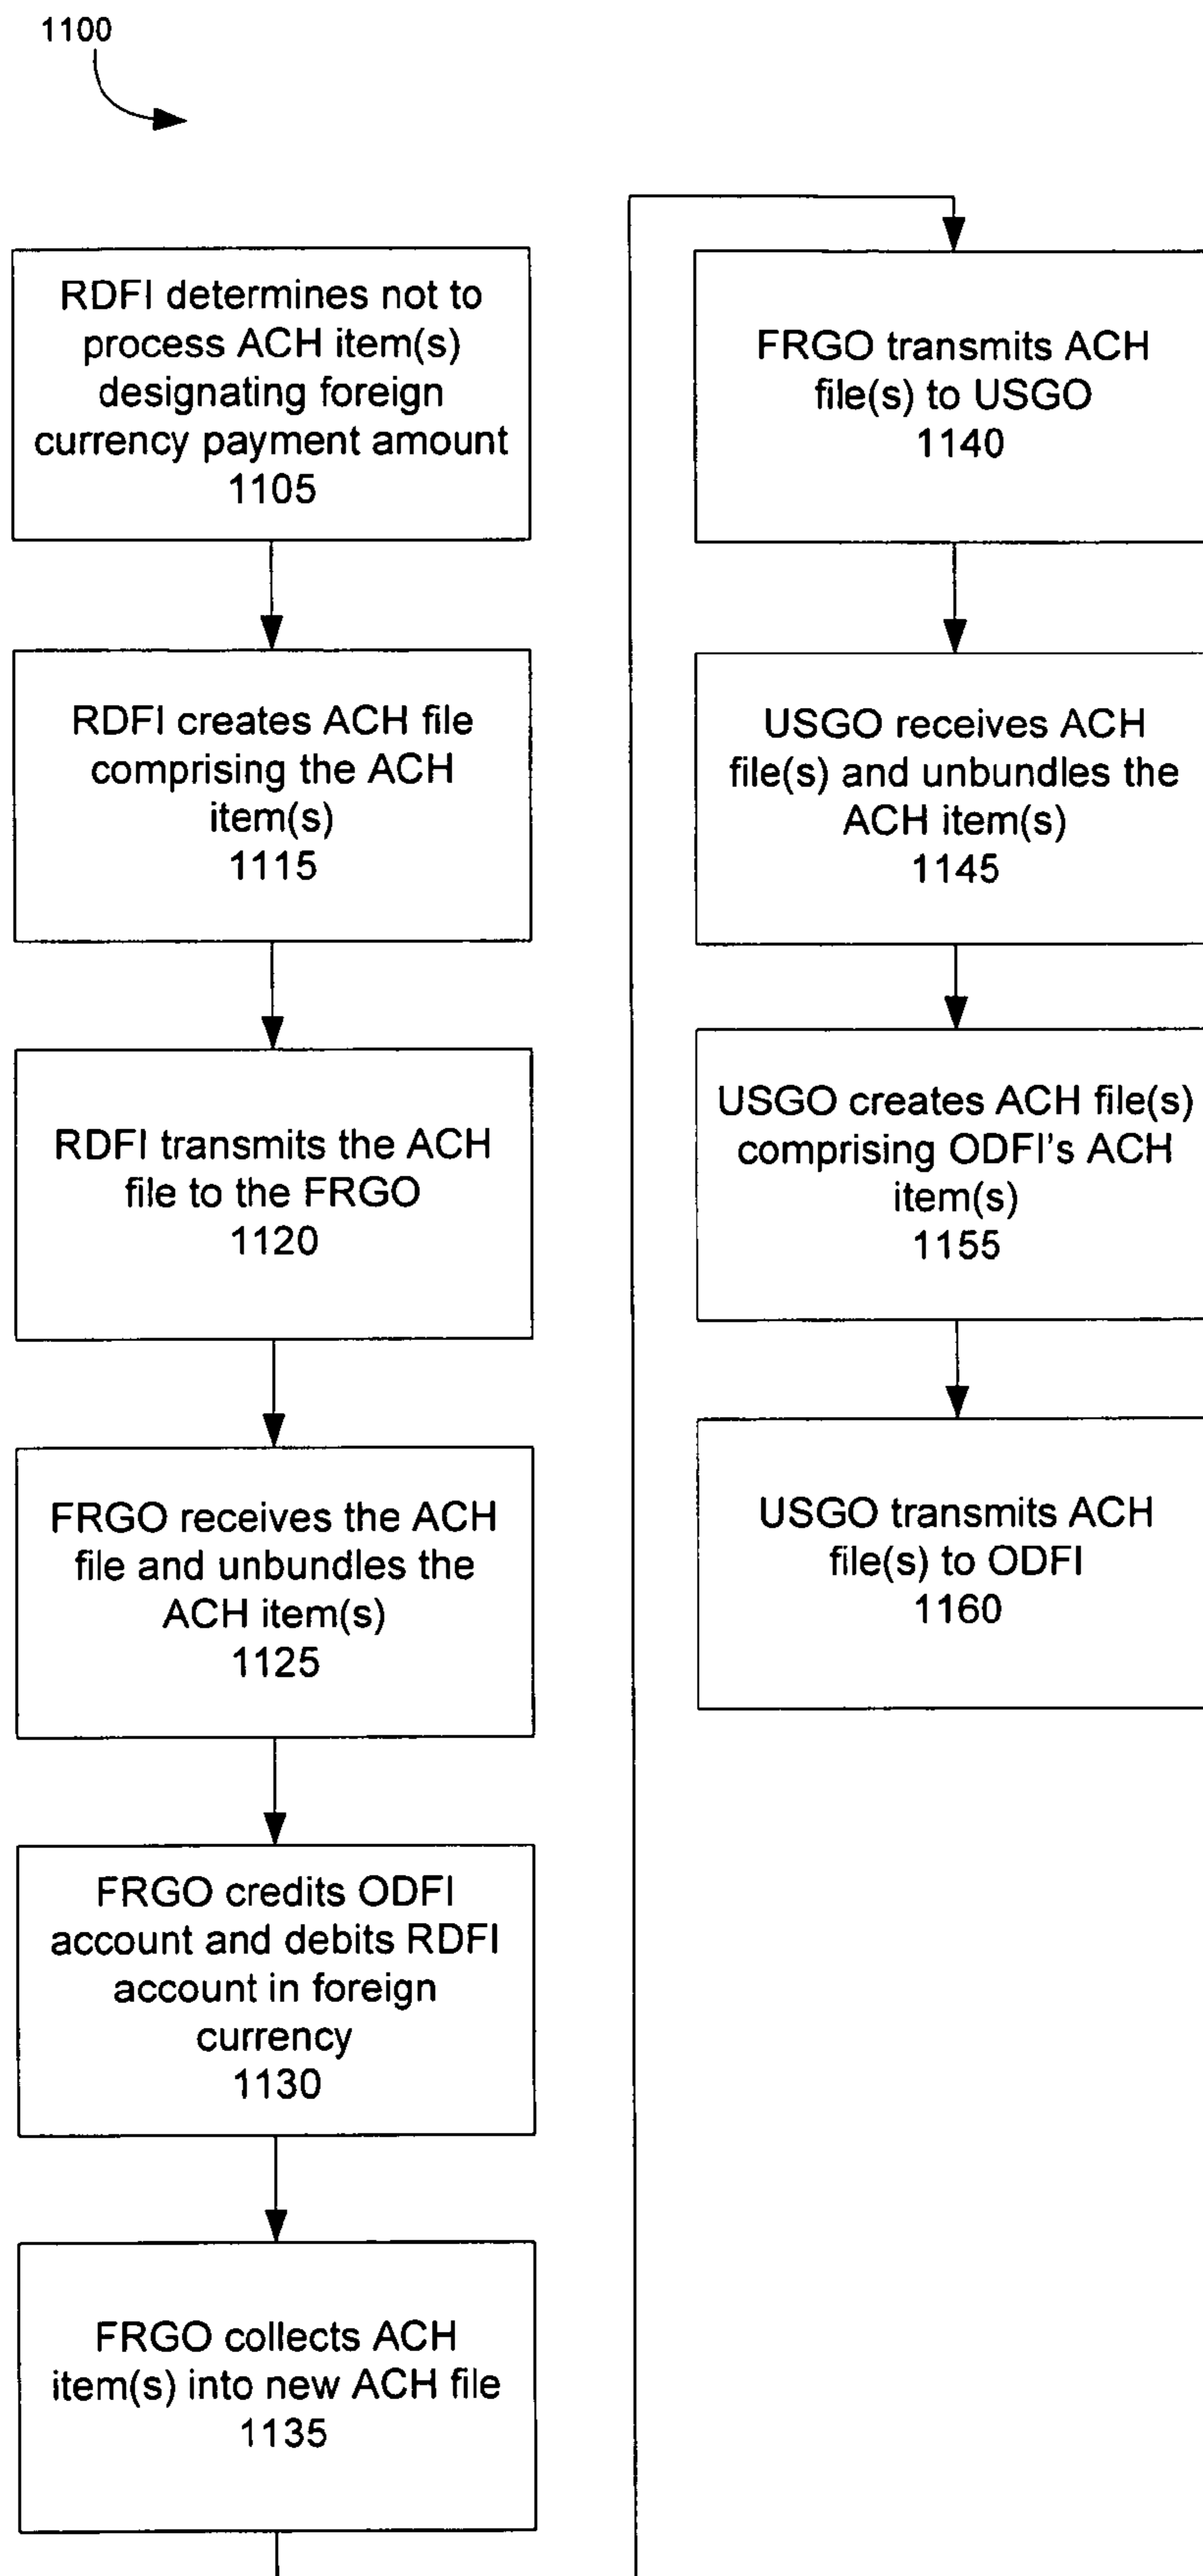 1100
RDFI determines not to
process ACH item(s)
designating foreign
currency payment amount
1105
RDFI creates ACH file
comprising the ACH
item(s)
1115
RDFI transmits the ACH
file to the FRGO
1120
FRGO receives the ACH
file and unbundles the
ACH item(s)
1125
FRGO credits ODFI
account and debits RDFI
account in foreign
currency
1130
FRGO collects ACH
item(s) into new ACH file
1135
FRGO transmits ACH
file(s) to USGO
1140
USGO receives ACH
file(s) and unbundles the
ACH item(s)
1145
USGO creates ACH file(s)
comprising ODFI's ACH
item(s)
1155
USGO transmits ACH
file(s) to ODFI
1160